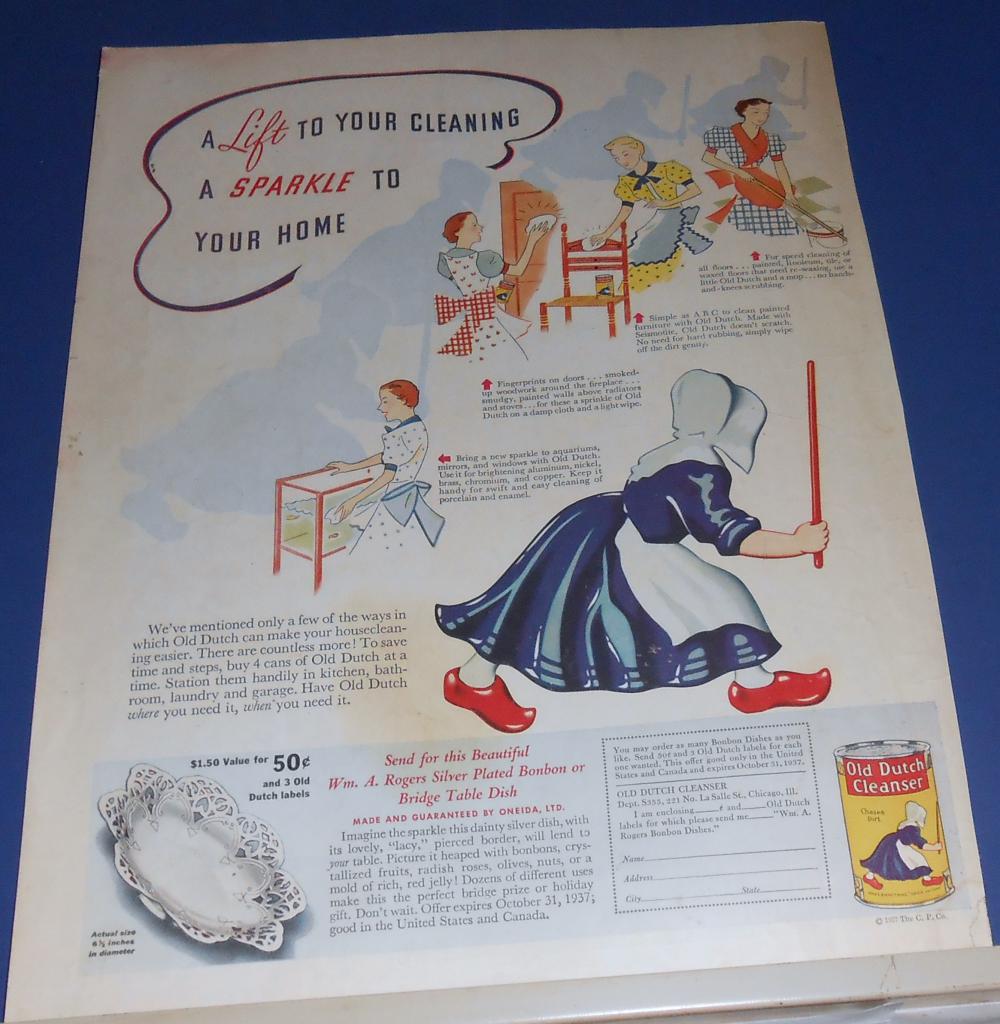 A Lift TO YOUR CLEANING
A SPARKLE TO
YOUR HOME
For speed cleaning of
all floors . . . painted, linoleum, tile, or
waxed floors that need re-waxing, use a
little Old Dutch and a mop . . . no hands-
and-knees scrubbing.
Simple as A B C to clean painted
furniture with Old Dutch. Made with
Seismotite, Old Dutch doesn't scratch.
No need for hard rubbing, simply wipe
off the dirt gently.
Fingerprints on doors . . . smoked-
up woodwork around the fireplace . . .
smudgy, painted walls above radiators
and stoves . . . for these a sprinkle of Old
Dutch on a damp cloth and a light wipe.
Bring a new sparkle to aquariums,
mirrors, and windows with Old Dutch.
Use it for brightening aluminum, nickel,
brass, chromium, and copper. Keep it
handy for swift and easy cleaning of
porcelain and enamel.
We've mentioned only a few of the ways in
which Old Dutch can make your houseclean-
ing easier. There are countless more! To save
time and steps, buy 4 cans of Old Dutch at a
time. Station them handily in kitchen, bath-
room, laundry and garage. Have Old Dutch
where you need it, when you need it.
$1.50 Value for 50¢
and 3 Old
Dutch labels
Actual size
6½ inches
in diameter
Send for this Beautiful
Wm. A. Rogers Silver Plated Bonbon or
Bridge Table Dish
MADE AND GUARANTEED BY ONEIDA, LTD.
Imagine the sparkle this dainty silver dish, with
its lovely, "lacy," pierced border, will lend to
your table. Picture it heaped with bonbons, crys-
tallized fruits, radish roses, olives, nuts, or a
mold of rich, red jelly! Dozens of different uses
make this the perfect bridge prize or holiday
gift. Don't wait. Offer expires October 31, 1937;
good in the United States and Canada.
You may order as many Bonbon Dishes as you
like. Send 50¢ and 3 Old Dutch labels for each
one wanted. This offer good only in the United
States and Canada and expires October 31, 1937.
OLD DUTCH CLEANSER
Dept. S355, 221 No. La Salle St., Chicago, Ill.
I am enclosing____¢ and____Old Dutch
labels for which please send me____"Wm. A.
Rogers Bonbon Dishes."
Name
Address
City State
Old Dutch
Cleanser
Chases
Dirt
© 1937 The C. P. Co.